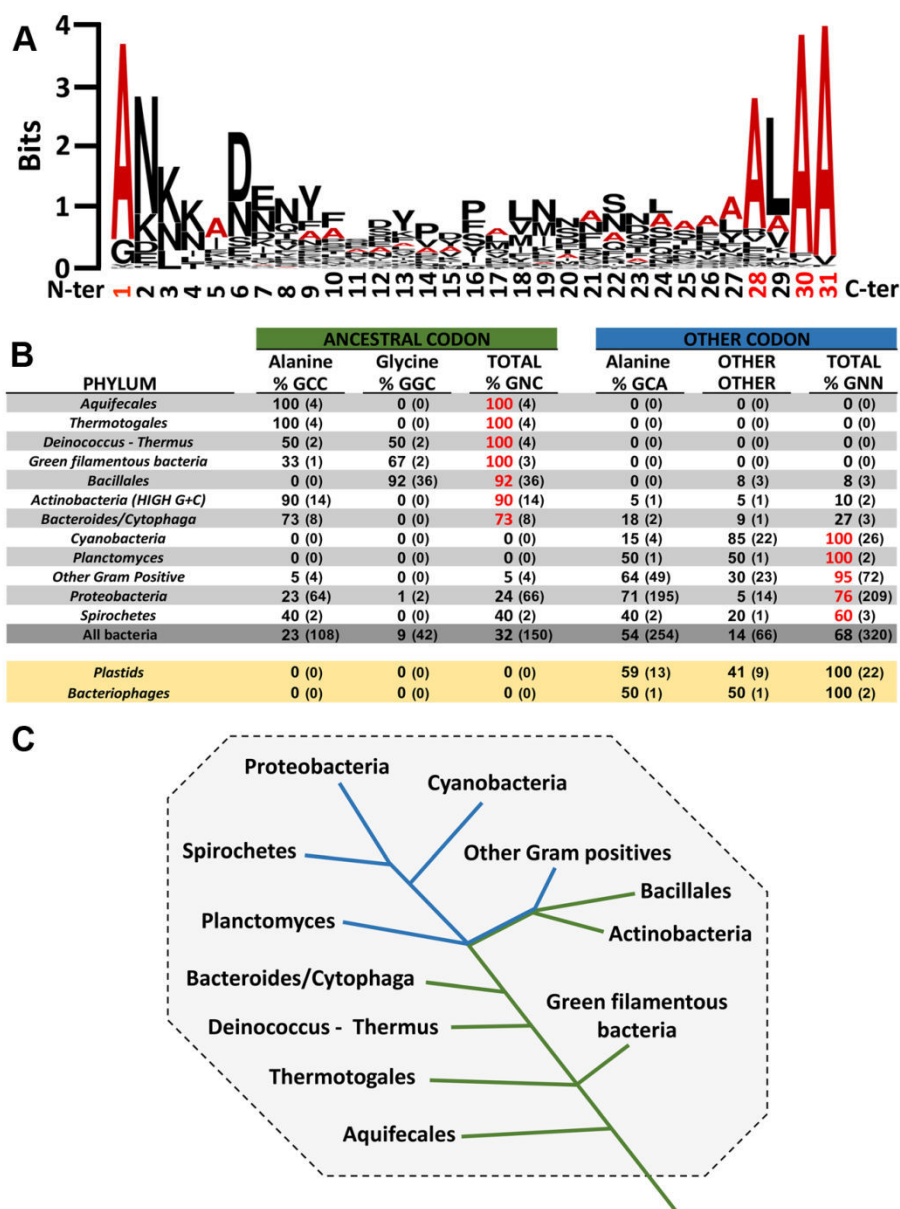 A
4
3
2
1
0
Bits
N-ter 1 2 3 4 5 6 7 8 9 10 11 12 13 14 15 16 17 18 19 20 21 22 23 24 25 26 27 28 29 30 31 C-ter
B
ANCESTRAL CODON OTHER CODON
Alanine Glycine TOTAL Alanine OTHER TOTAL
PHYLUM % GCC % GGC % GNC % GCA OTHER % GNN
Aquifecales 100 (4) 0 (0) 100 (4) 0 (0) 0 (0) 0 (0)
Thermotogales 100 (4) 0 (0) 100 (4) 0 (0) 0 (0) 0 (0)
Deinococcus - Thermus 50 (2) 50 (2) 100 (4) 0 (0) 0 (0) 0 (0)
Green filamentous bacteria 33 (1) 67 (2) 100 (3) 0 (0) 0 (0) 0 (0)
Bacillales 0 (0) 92 (36) 92 (36) 0 (0) 8 (3) 8 (3)
Actinobacteria (HIGH G+C) 90 (14) 0 (0) 90 (14) 5 (1) 5 (1) 10 (2)
Bacteroides/Cytophaga 73 (8) 0 (0) 73 (8) 18 (2) 9 (1) 27 (3)
Cyanobacteria 0 (0) 0 (0) 0 (0) 15 (4) 85 (22) 100 (26)
Planctomyces 0 (0) 0 (0) 0 (0) 50 (1) 50 (1) 100 (2)
Other Gram Positive 5 (4) 0 (0) 5 (4) 64 (49) 30 (23) 95 (72)
Proteobacteria 23 (64) 1 (2) 24 (66) 71 (195) 5 (14) 76 (209)
Spirochetes 40 (2) 0 (0) 40 (2) 40 (2) 20 (1) 60 (3)
All bacteria 23 (108) 9 (42) 32 (150) 54 (254) 14 (66) 68 (320)
Plastids 0 (0) 0 (0) 0 (0) 59 (13) 41 (9) 100 (22)
Bacteriophages 0 (0) 0 (0) 0 (0) 50 (1) 50 (1) 100 (2)
C
Proteobacteria
Cyanobacteria
Spirochetes
Other Gram positives
Bacillales
Planctomyces
Actinobacteria
Bacteroides/Cytophaga
Green filamentous
bacteria
Deinococcus - Thermus
Thermotogales
Aquifecales